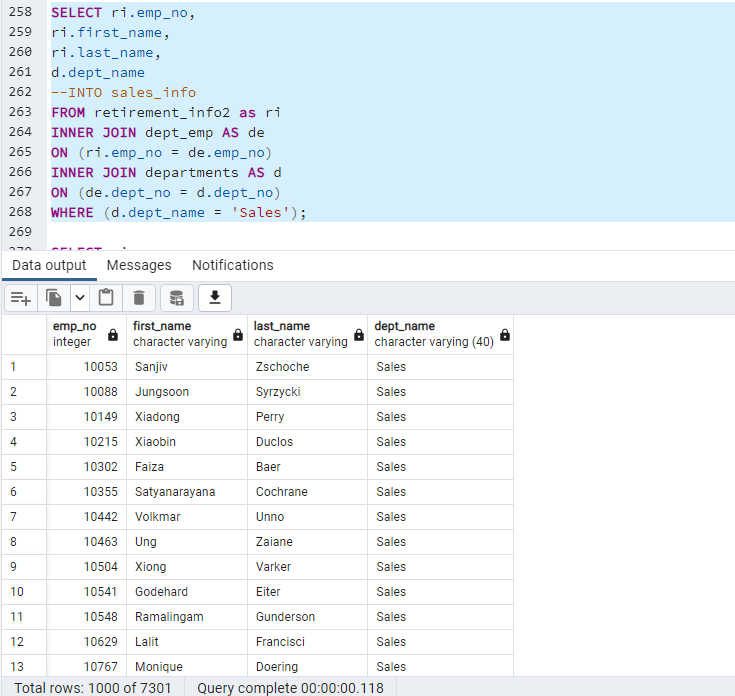 258 SELECT ri.emp_no,
259 ri.first_name,
260 ri.last_name,
261 d.dept_name
262 --INTO sales_info
263 FROM retirement_info2 as ri
264 INNER JOIN dept_emp AS de
265 ON (ri.emp_no = de.emp_no)
266 INNER JOIN departments AS d
267 ON (de.dept_no = d.dept_no)
268 WHERE (d.dept_name = 'Sales');
269
Data output Messages Notifications
emp_no first_name last_name dept_name
integer character varying character varying character varying (40)
1 10053 Sanjiv Zschoche Sales
2 10088 Jungsoon Syrzycki Sales
3 10149 Xiadong Perry Sales
4 10215 Xiaobin Duclos Sales
5 10302 Faiza Baer Sales
6 10355 Satyanarayana Cochrane Sales
7 10442 Volkmar Unno Sales
8 10463 Ung Zaiane Sales
9 10504 Xiong Varker Sales
10 10541 Godehard Eiter Sales
11 10548 Ramalingam Gunderson Sales
12 10629 Lalit Francisci Sales
13 10767 Monique Doering Sales
Total rows: 1000 of 7301 Query complete 00:00:00.118